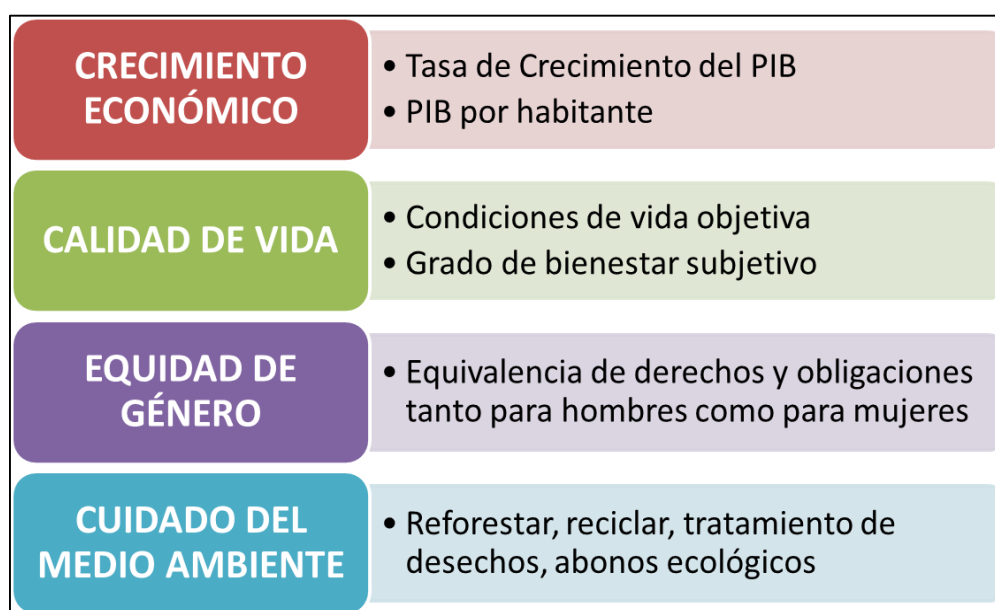 CRECIMIENTO
ECONÓMICO
• Tasa de Crecimiento del PIB
• PIB por habitante
CALIDAD DE VIDA
• Condiciones de vida objetiva
• Grado de bienestar subjetivo
EQUIDAD DE
GÉNERO
• Equivalencia de derechos y obligaciones
tanto para hombres como para mujeres
CUIDADO DEL
MEDIO AMBIENTE
• Reforestar, reciclar, tratamiento de
desechos, abonos ecológicos